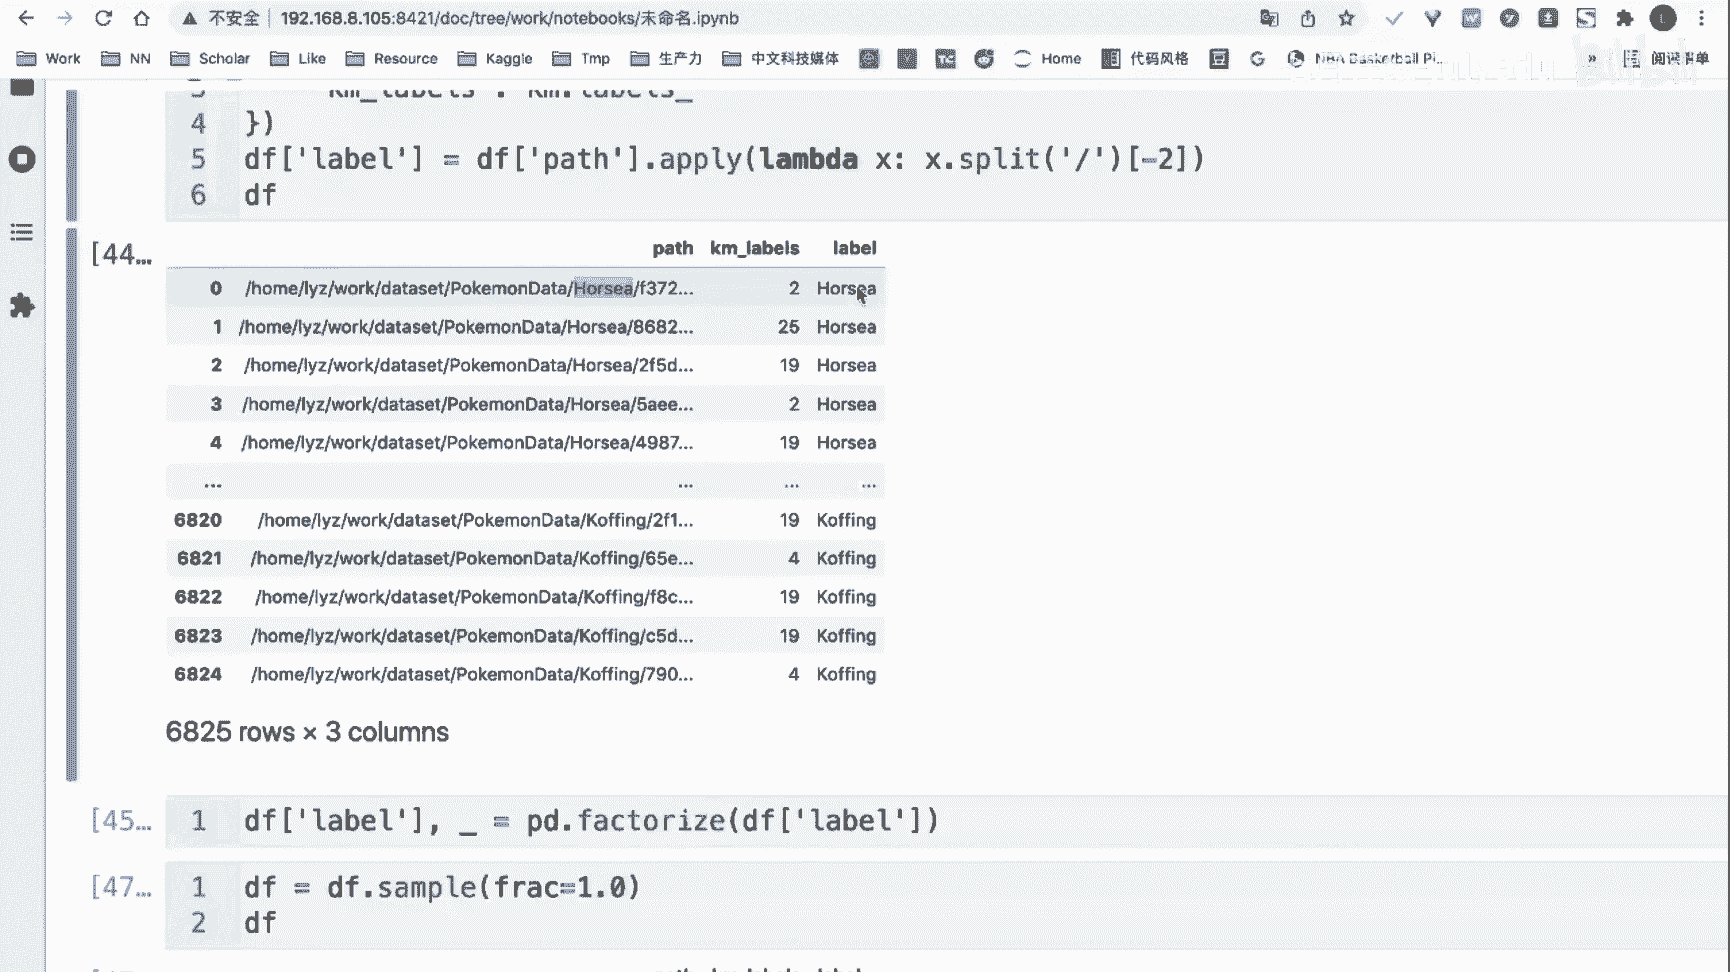 不安全 192.168.8.105:8421/doc/tree/work/notebooks/未命名.ipynb
Work NN Scholar Like Resource Kaggle Tmp 生产力 中文科技媒体 Home 代码风格 NBA Basketball Pi... » 阅读清单
3 'km_labels': km.labels_
4 })
5 df['label'] = df['path'].apply(lambda x: x.split('/')[-2])
6 df
[44...
path km_labels label
0 /home/lyz/work/dataset/PokemonData/Horsea/f372... 2 Horsea
1 /home/lyz/work/dataset/PokemonData/Horsea/8682... 25 Horsea
2 /home/lyz/work/dataset/PokemonData/Horsea/2f5d... 19 Horsea
3 /home/lyz/work/dataset/PokemonData/Horsea/5aee... 2 Horsea
4 /home/lyz/work/dataset/PokemonData/Horsea/4987... 19 Horsea
... ... ... ...
6820 /home/lyz/work/dataset/PokemonData/Koffing/2f1... 19 Koffing
6821 /home/lyz/work/dataset/PokemonData/Koffing/65e... 4 Koffing
6822 /home/lyz/work/dataset/PokemonData/Koffing/f8c... 19 Koffing
6823 /home/lyz/work/dataset/PokemonData/Koffing/c5d... 19 Koffing
6824 /home/lyz/work/dataset/PokemonData/Koffing/790... 4 Koffing
6825 rows × 3 columns
[45... 1 df['label'], _ = pd.factorize(df['label'])
[47... 1 df = df.sample(frac=1.0)
2 df